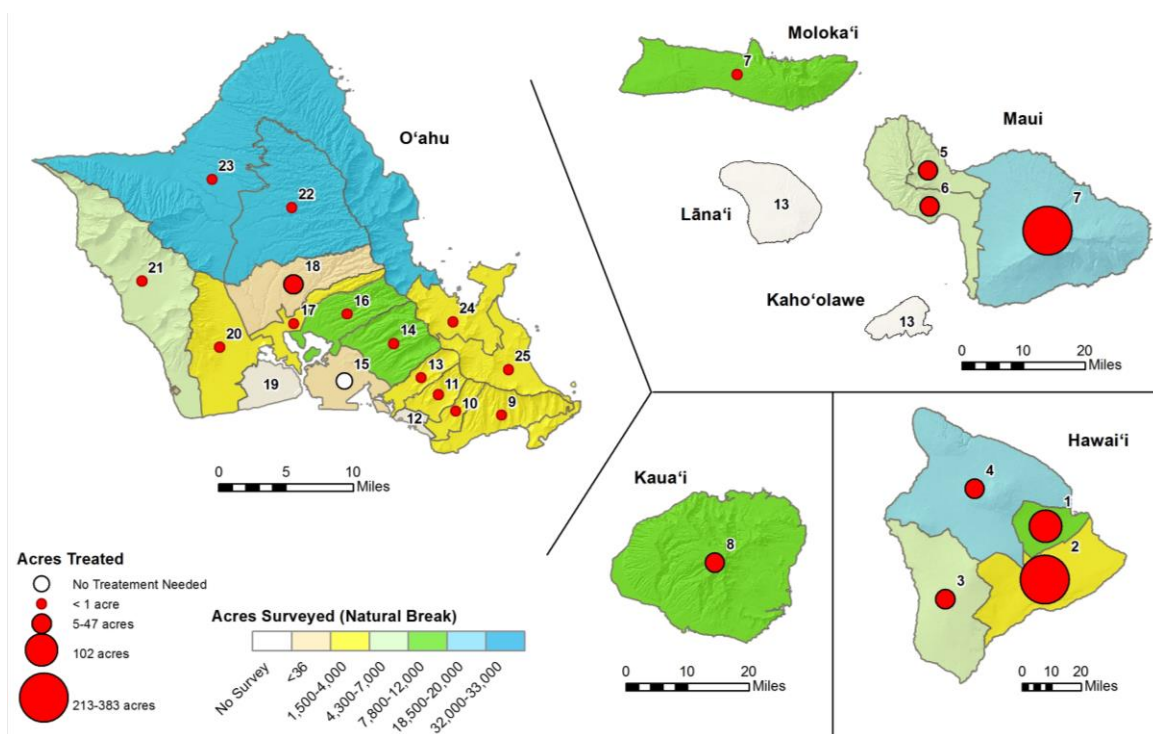 Moloka‘i
7
O‘ahu
Maui
23
22
5
6
7
Lāna‘i
13
21
18
17
16
24
Kaho‘olawe
13
20
14
25
15
13
19
11
10
9
12
0 10 20
Miles
0 5 10
Miles
Kaua‘i
8
0 10 20
Miles
Hawai‘i
4
1
2
3
0 10 20
Miles
Acres Treated
No Treatement Needed
< 1 acre
5-47 acres
102 acres
213-383 acres
Acres Surveyed (Natural Break)
No Survey
<36
1,500-4,000
4,300-7,000
7,800-12,000
18,500-20,000
32,000-33,000